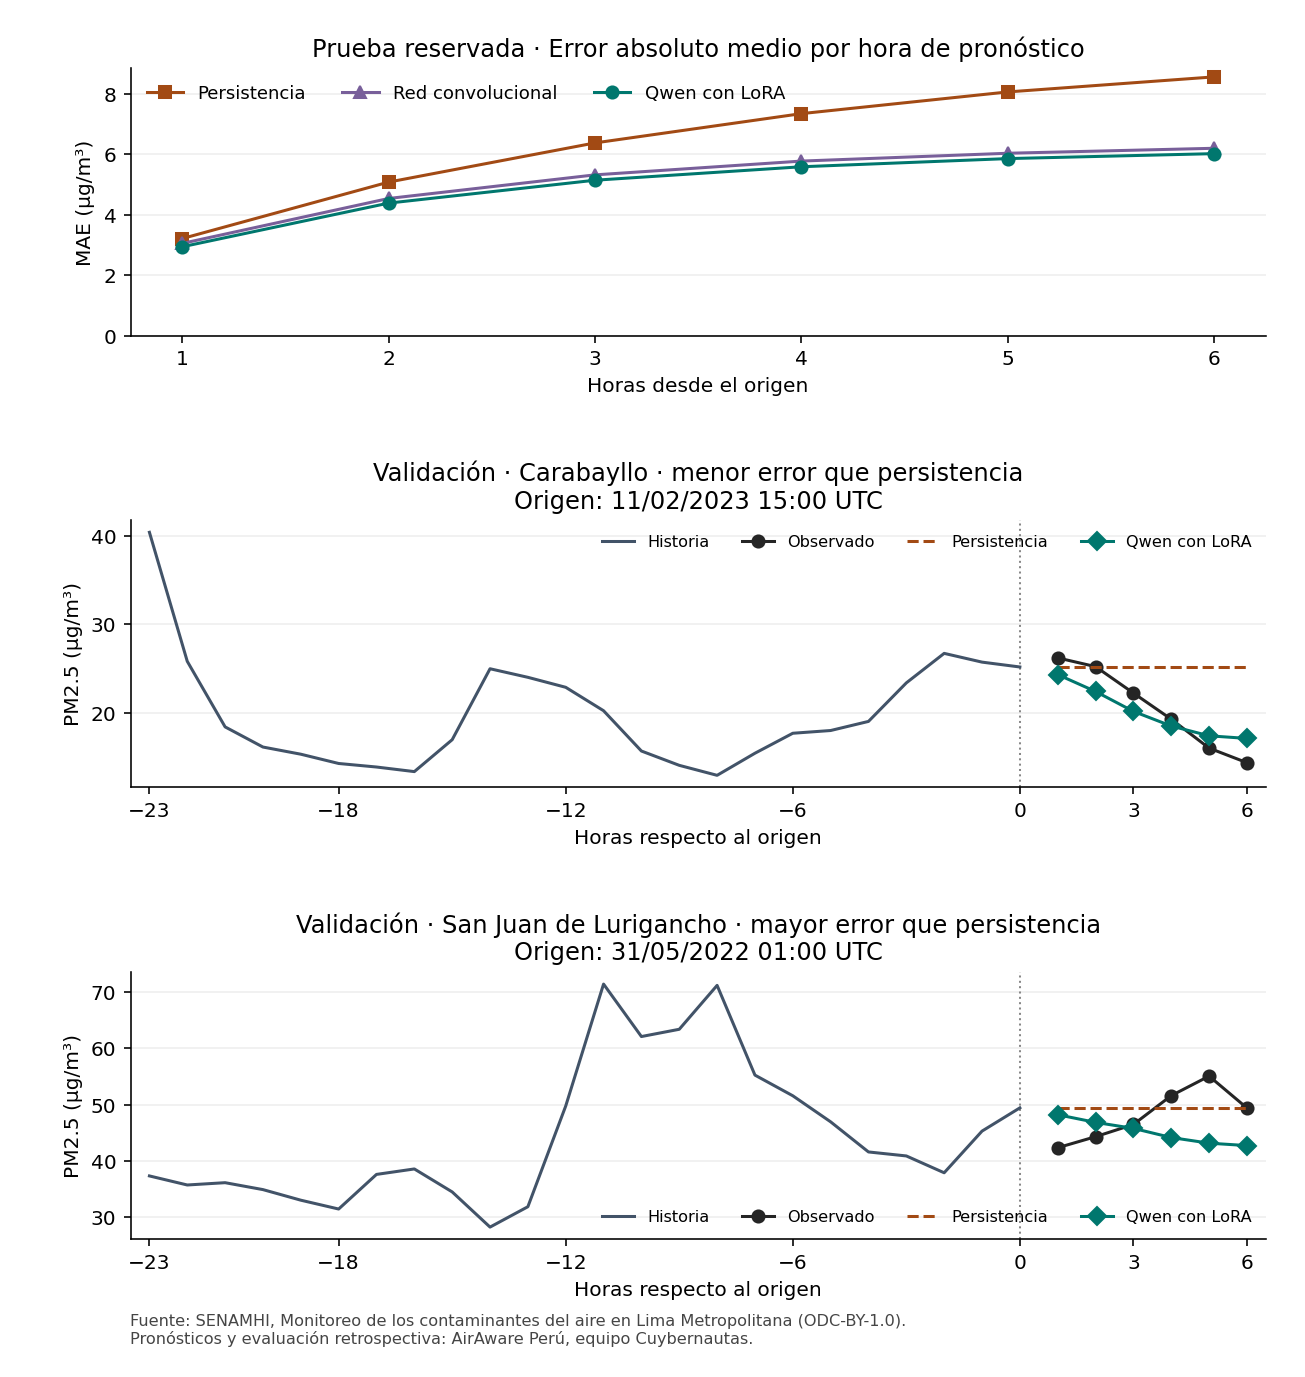 Prueba reservada · Error absoluto medio por hora de pronóstico
Persistencia
Red convolucional
Qwen con LoRA
MAE (µg/m³)
8
6
4
2
0
1 2 3 4 5 6
Horas desde el origen
Validación · Carabayllo · menor error que persistencia
Origen: 11/02/2023 15:00 UTC
Historia
Observado
Persistencia
Qwen con LoRA
PM2.5 (µg/m³)
40
30
20
−23 −18 −12 −6 0 3 6
Horas respecto al origen
Validación · San Juan de Lurigancho · mayor error que persistencia
Origen: 31/05/2022 01:00 UTC
PM2.5 (µg/m³)
70
60
50
40
30
Historia
Observado
Persistencia
Qwen con LoRA
−23 −18 −12 −6 0 3 6
Horas respecto al origen
Fuente: SENAMHI, Monitoreo de los contaminantes del aire en Lima Metropolitana (ODC-BY-1.0).
Pronósticos y evaluación retrospectiva: AirAware Perú, equipo Cuybernautas.